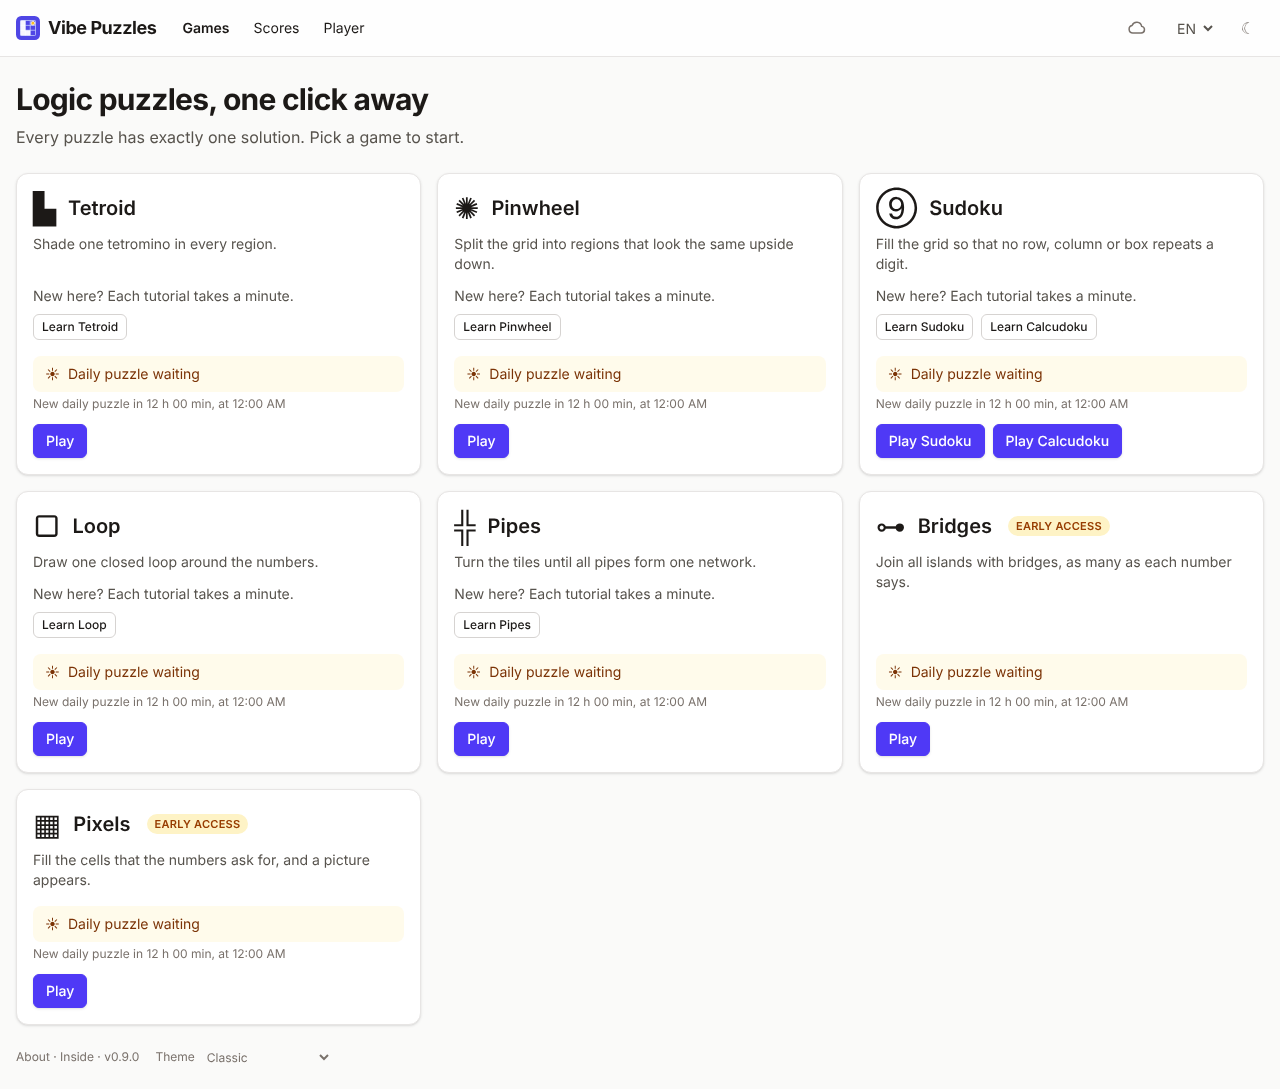 Vibe Puzzles
Games
Scores
Player
EN
Logic puzzles, one click away
Every puzzle has exactly one solution. Pick a game to start.
Tetroid
Shade one tetromino in every region.
New here? Each tutorial takes a minute.
Learn Tetroid
Daily puzzle waiting
New daily puzzle in 12 h 00 min, at 12:00 AM
Play
Pinwheel
Split the grid into regions that look the same upside
down.
New here? Each tutorial takes a minute.
Learn Pinwheel
Daily puzzle waiting
New daily puzzle in 12 h 00 min, at 12:00 AM
Play
9 Sudoku
Fill the grid so that no row, column or box repeats a
digit.
New here? Each tutorial takes a minute.
Learn Sudoku
Learn Calcudoku
Daily puzzle waiting
New daily puzzle in 12 h 00 min, at 12:00 AM
Play Sudoku
Play Calcudoku
Loop
Draw one closed loop around the numbers.
New here? Each tutorial takes a minute.
Learn Loop
Daily puzzle waiting
New daily puzzle in 12 h 00 min, at 12:00 AM
Play
Pipes
Turn the tiles until all pipes form one network.
New here? Each tutorial takes a minute.
Learn Pipes
Daily puzzle waiting
New daily puzzle in 12 h 00 min, at 12:00 AM
Play
Bridges EARLY ACCESS
Join all islands with bridges, as many as each number
says.
Daily puzzle waiting
New daily puzzle in 12 h 00 min, at 12:00 AM
Play
Pixels EARLY ACCESS
Fill the cells that the numbers ask for, and a picture
appears.
Daily puzzle waiting
New daily puzzle in 12 h 00 min, at 12:00 AM
Play
About · Inside · v0.9.0 Theme Classic